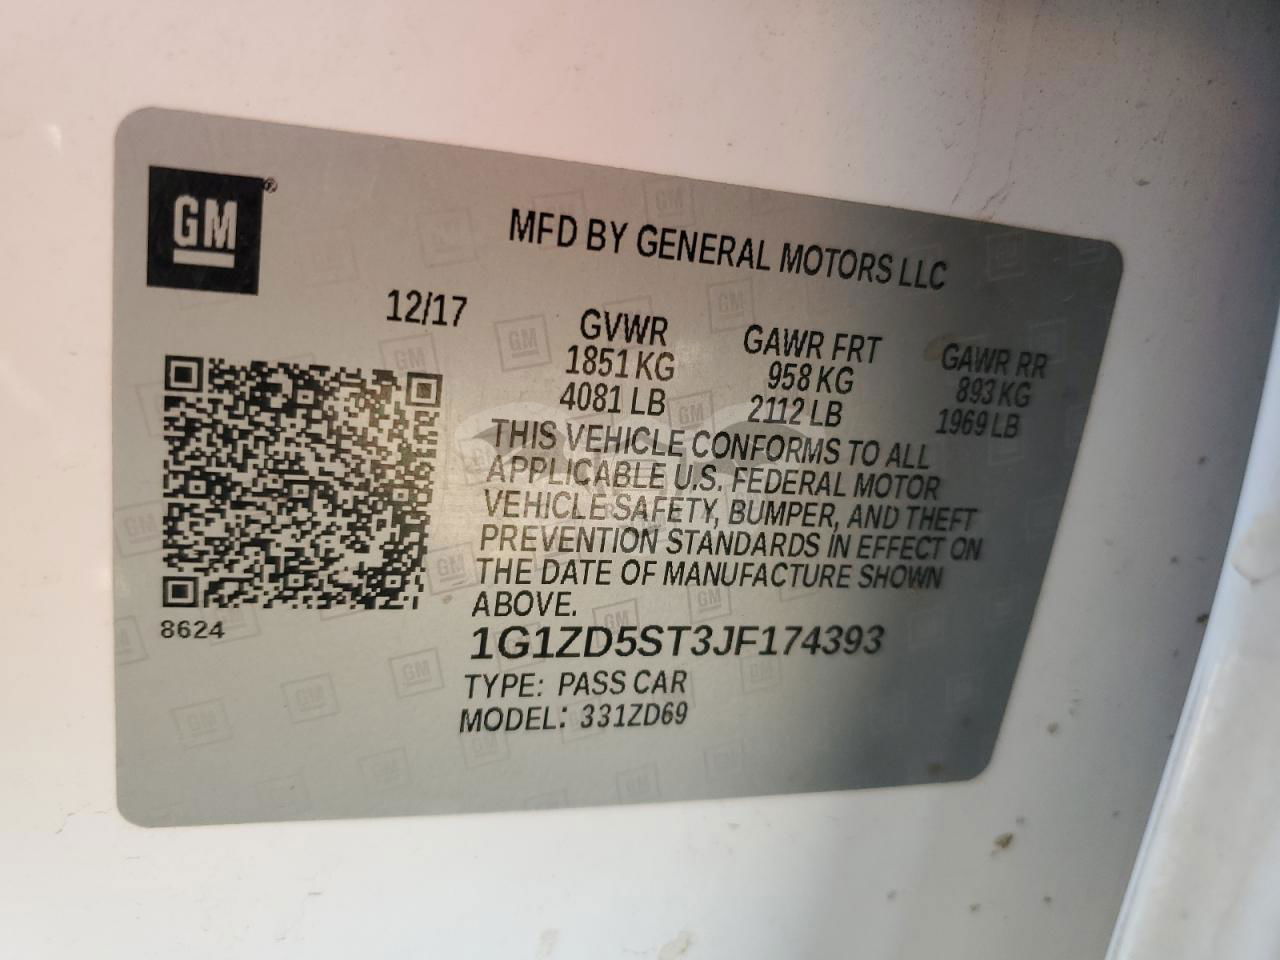 GM®
MFD BY GENERAL MOTORS LLC
12/17
GVWR GAWR FRT GAWR RR
1851 KG 958 KG 893 KG
4081 LB 2112 LB 1969 LB
THIS VEHICLE CONFORMS TO ALL
APPLICABLE U.S. FEDERAL MOTOR
VEHICLE SAFETY, BUMPER, AND THEFT
PREVENTION STANDARDS IN EFFECT ON
THE DATE OF MANUFACTURE SHOWN
ABOVE.
8624
1G1ZD5ST3JF174393
TYPE: PASS CAR
MODEL: 331ZD69